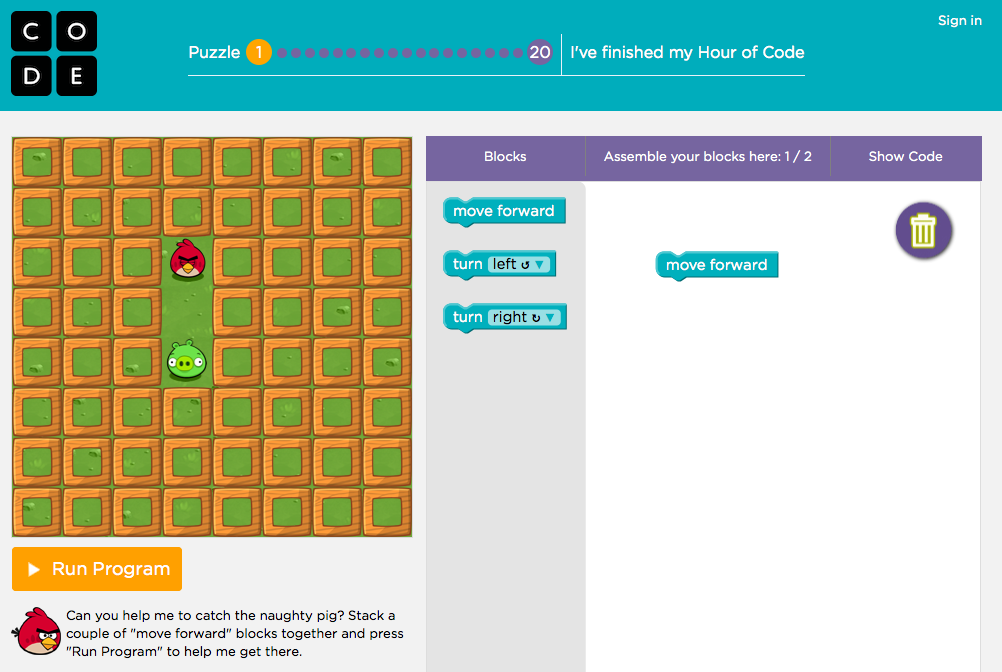 C O
D E
Sign in
Puzzle 1 20 I've finished my Hour of Code
Blocks
Assemble your blocks here: 1 / 2
Show Code
move forward
turn left ↺ ▼
turn right ↻ ▼
move forward
Run Program
Can you help me to catch the naughty pig? Stack a
couple of "move forward" blocks together and press
"Run Program" to help me get there.